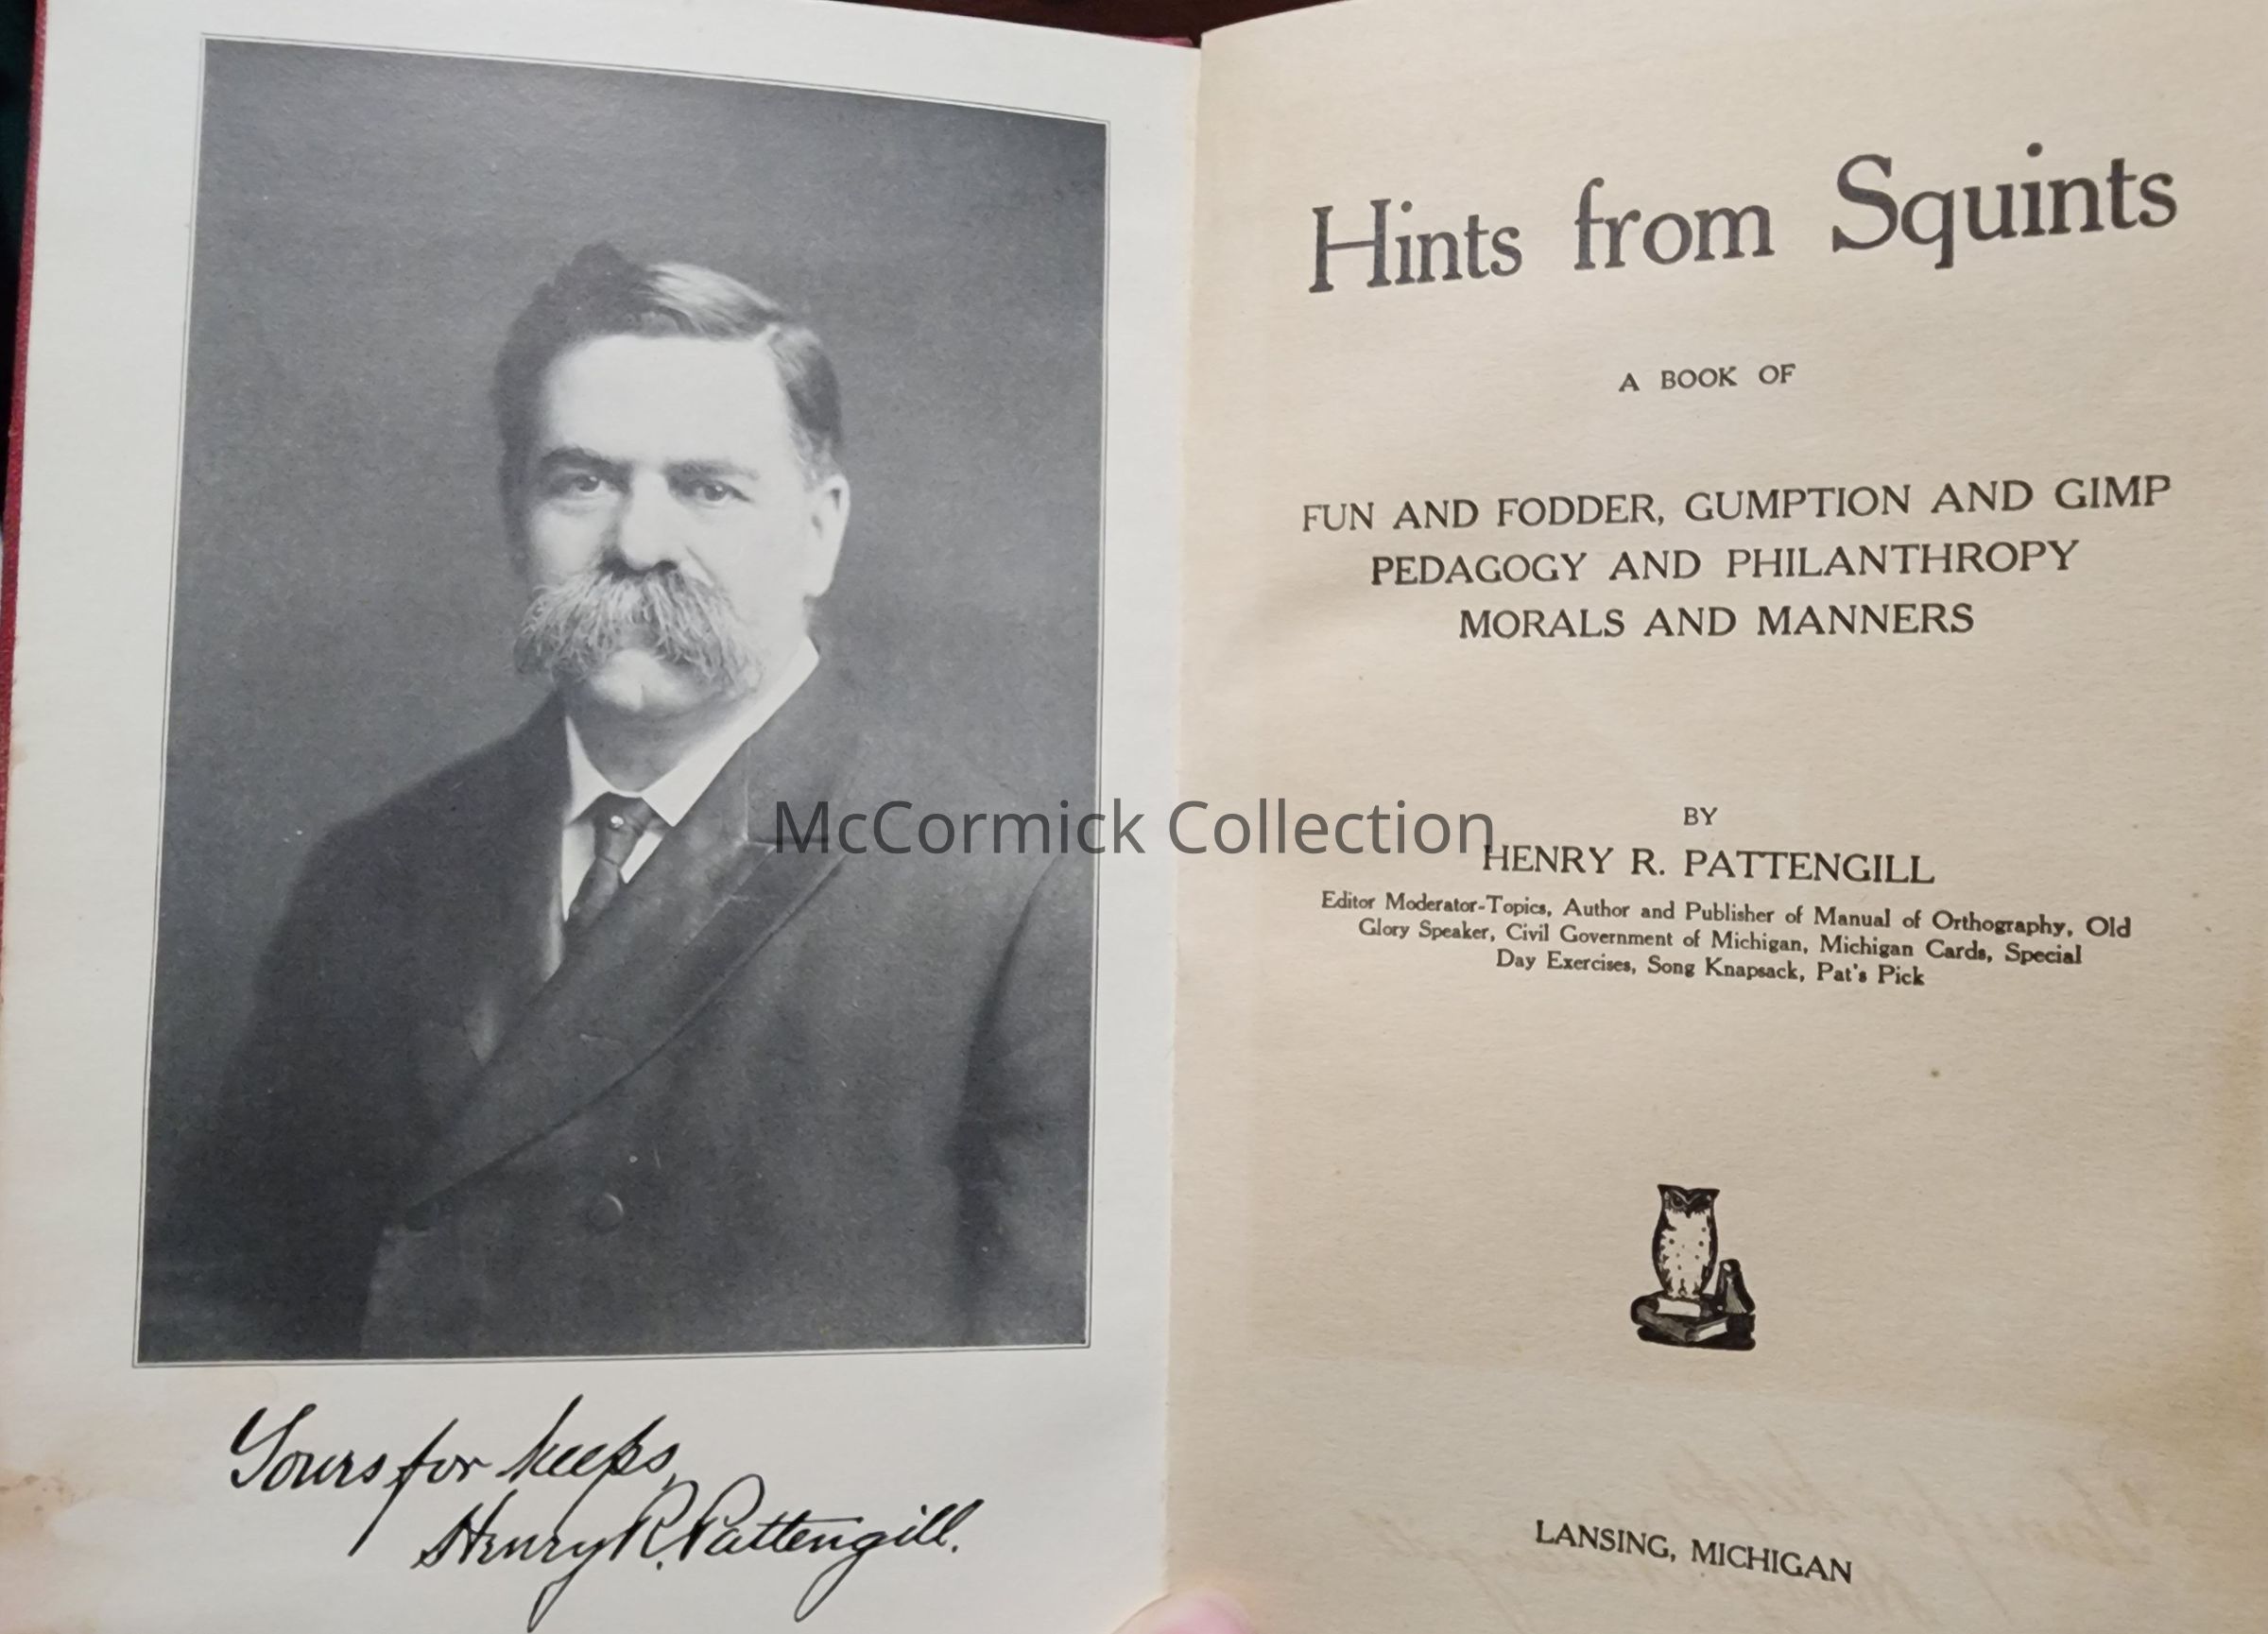 Yours for keeps,
Henry R. Pattengill.
Hints from Squints
A BOOK OF
FUN AND FODDER, GUMPTION AND GIMP
PEDAGOGY AND PHILANTHROPY
MORALS AND MANNERS
McCormick Collection
BY
HENRY R. PATTENGILL
Editor Moderator-Topics, Author and Publisher of Manual of Orthography, Old
Glory Speaker, Civil Government of Michigan, Michigan Cards, Special
Day Exercises, Song Knapsack, Pat's Pick
LANSING, MICHIGAN